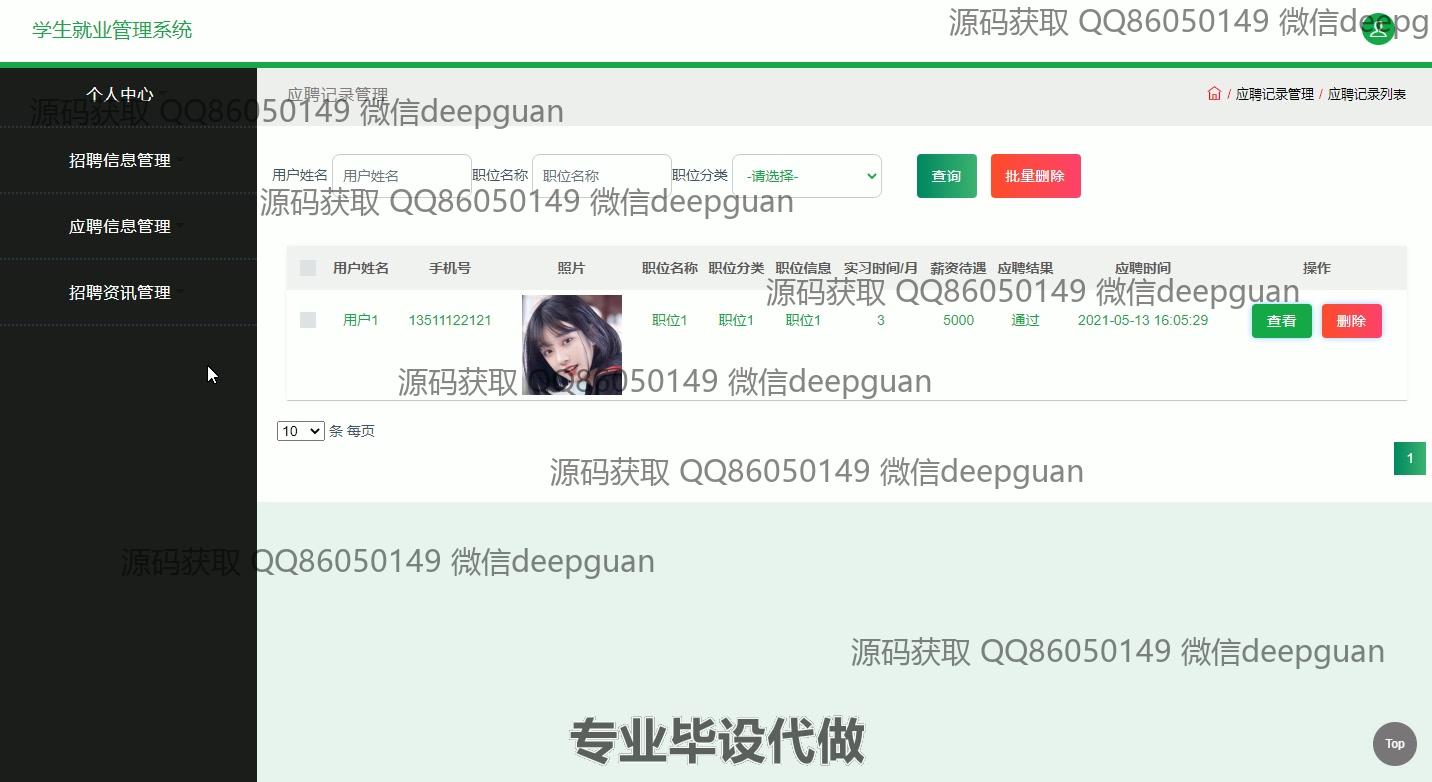 学生就业管理系统
源码获取 QQ86050149 微信deepg
个人中心
应聘记录管理
/ 应聘记录管理 / 应聘记录列表
源码获取 QQ86050149 微信deepguan
招聘信息管理
用户姓名 用户姓名 职位名称 职位名称 职位分类 -请选择- 查询 批量删除
源码获取 QQ86050149 微信deepguan
应聘信息管理
用户姓名 手机号 照片 职位名称 职位分类 职位信息 实习时间/月 薪资待遇 应聘结果 应聘时间 操作
招聘资讯管理
源码获取 QQ86050149 微信deepguan
用户1 13511122121 职位1 职位1 职位1 3 5000 通过 2021-05-13 16:05:29 查看 删除
源码获取 QQ86050149 微信deepguan
10 条 每页
1
源码获取 QQ86050149 微信deepguan
源码获取 QQ86050149 微信deepguan
源码获取 QQ86050149 微信deepguan
专业毕设代做
Top